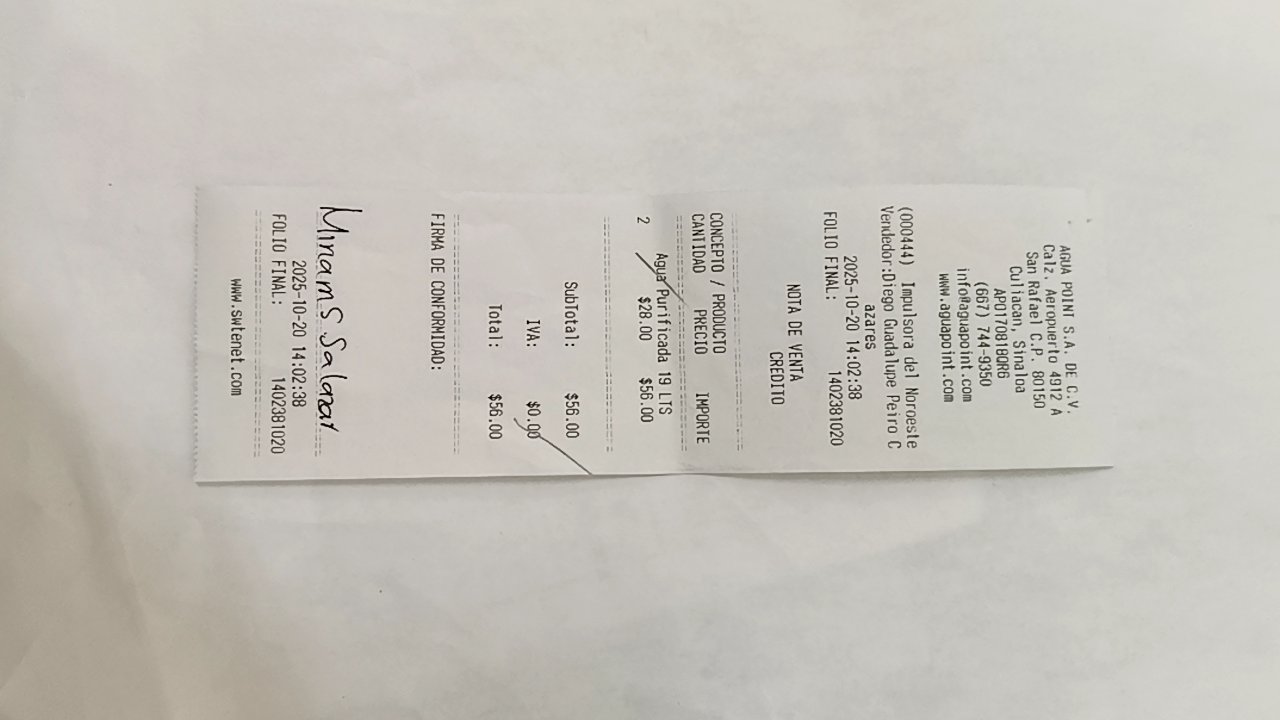 AGUA POINT S.A. DE C.V.
Calz. Aeropuerto 4912 A
San Rafael C.P. 80150
Culiacan, Sinaloa
APO170818QR6
(667) 744-9350
info@aguapoint.com
www.aguapoint.com
(000444) Impulsora del Noroeste
Vendedor:Diego Guadalupe Peiro C
azares
2025-10-20 14:02:38
FOLIO FINAL: 1402381020
NOTA DE VENTA
CREDITO
CONCEPTO / PRODUCTO
CANTIDAD PRECIO IMPORTE
Agua Purificada 19 LTS
2 $28.00 $56.00
SubTotal: $56.00
IVA: $0.00
Total: $56.00
FIRMA DE CONFORMIDAD:
Miriam S Salazar
2025-10-20 14:02:38
FOLIO FINAL: 1402381020
www.swtenet.com